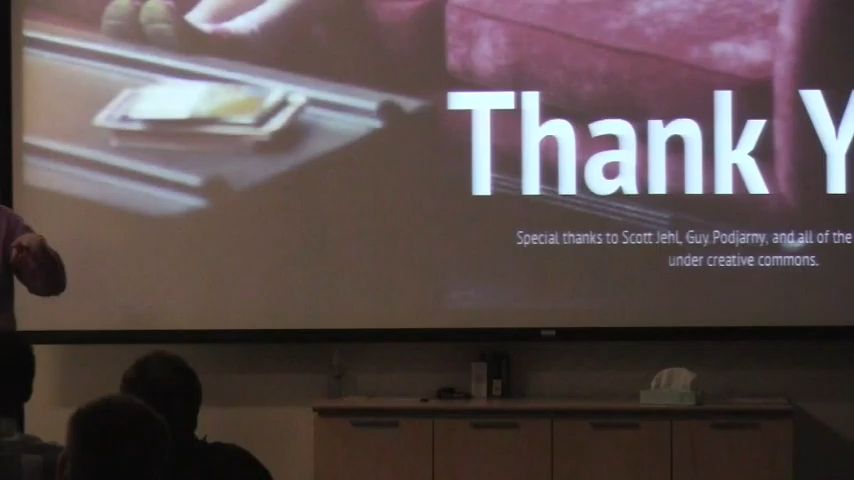 Thank Y
Special thanks to Scott Jehl, Guy Podjarny, and all of the
under creative commons.